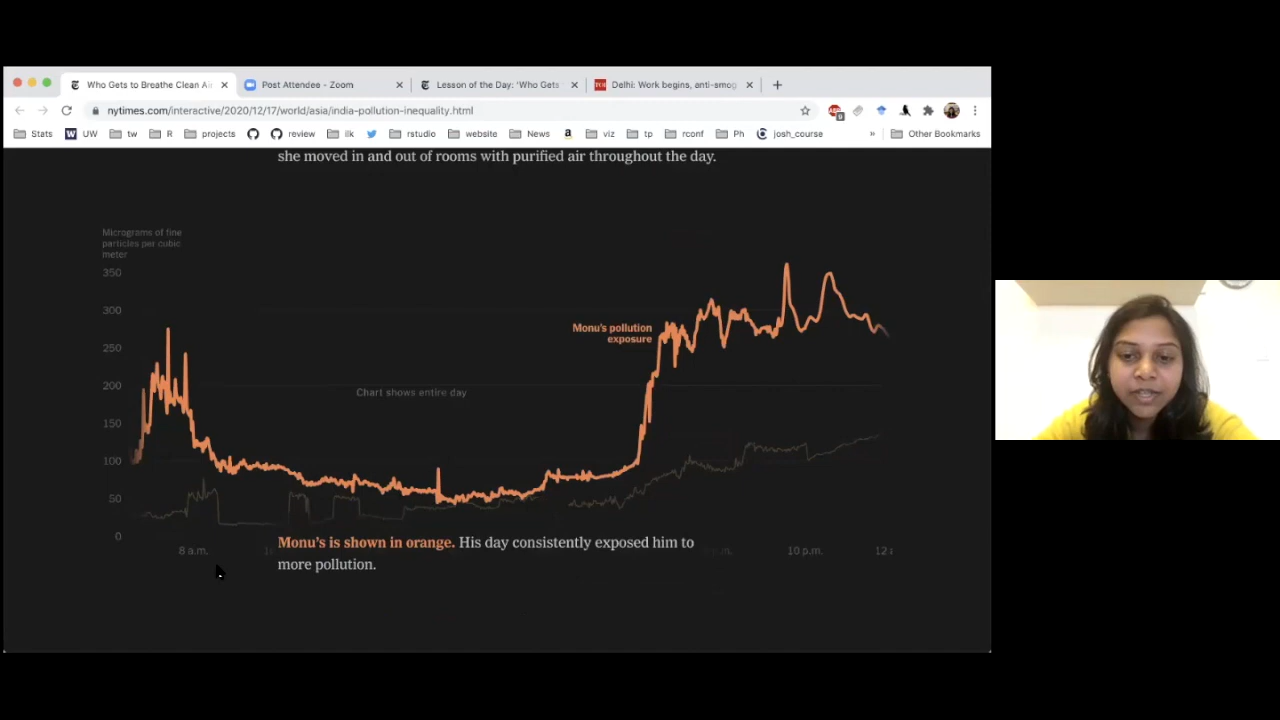 Who Gets to Breathe Clean Ai
Post Attendee - Zoom
Lesson of the Day: 'Who Gets
TOI
Delhi: Work begins, anti-smog
nytimes.com/interactive/2020/12/17/world/asia/india-pollution-inequality.html
Stats
W UW
tw
R
projects
review
ilk
rstudio
website
News
a
viz
tp
rconf
Ph
josh_course
»
Other Bookmarks
she moved in and out of rooms with purified air throughout the day.
Micrograms of fine
particles per cubic
meter
350
300
250
200
150
100
50
0
Monu's pollution
exposure
Chart shows entire day
8 a.m.
10 p.m.
12
Monu's is shown in orange. His day consistently exposed him to
more pollution.